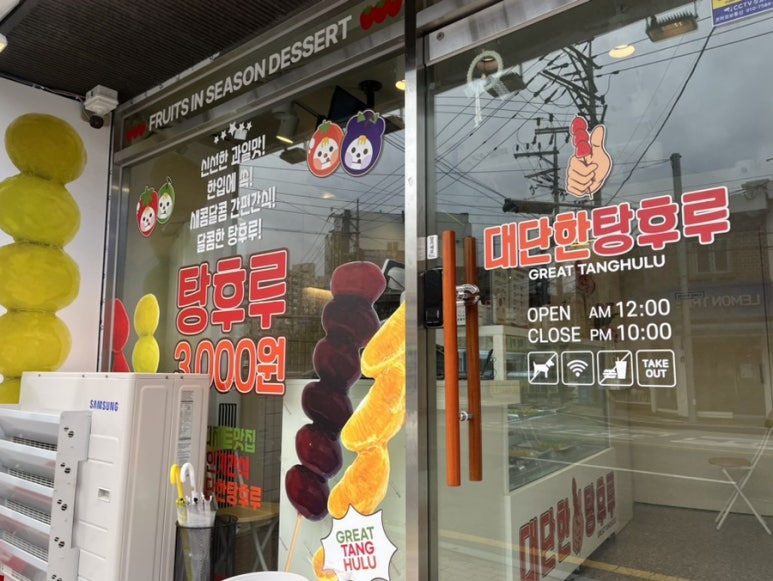 FRUITS IN SEASON DESSERT
신선한 과일맛!
한입에 쏙!
새콤달콤 간편간식!
달콤한 탕후루!
탕후루
3,000원
SAMSUNG
GREAT
TANG
HULU
CCTV
대단한탕후루
GREAT TANGHULU
OPEN AM 12:00
CLOSE PM 10:00
TAKE
OUT
대단한탕후루